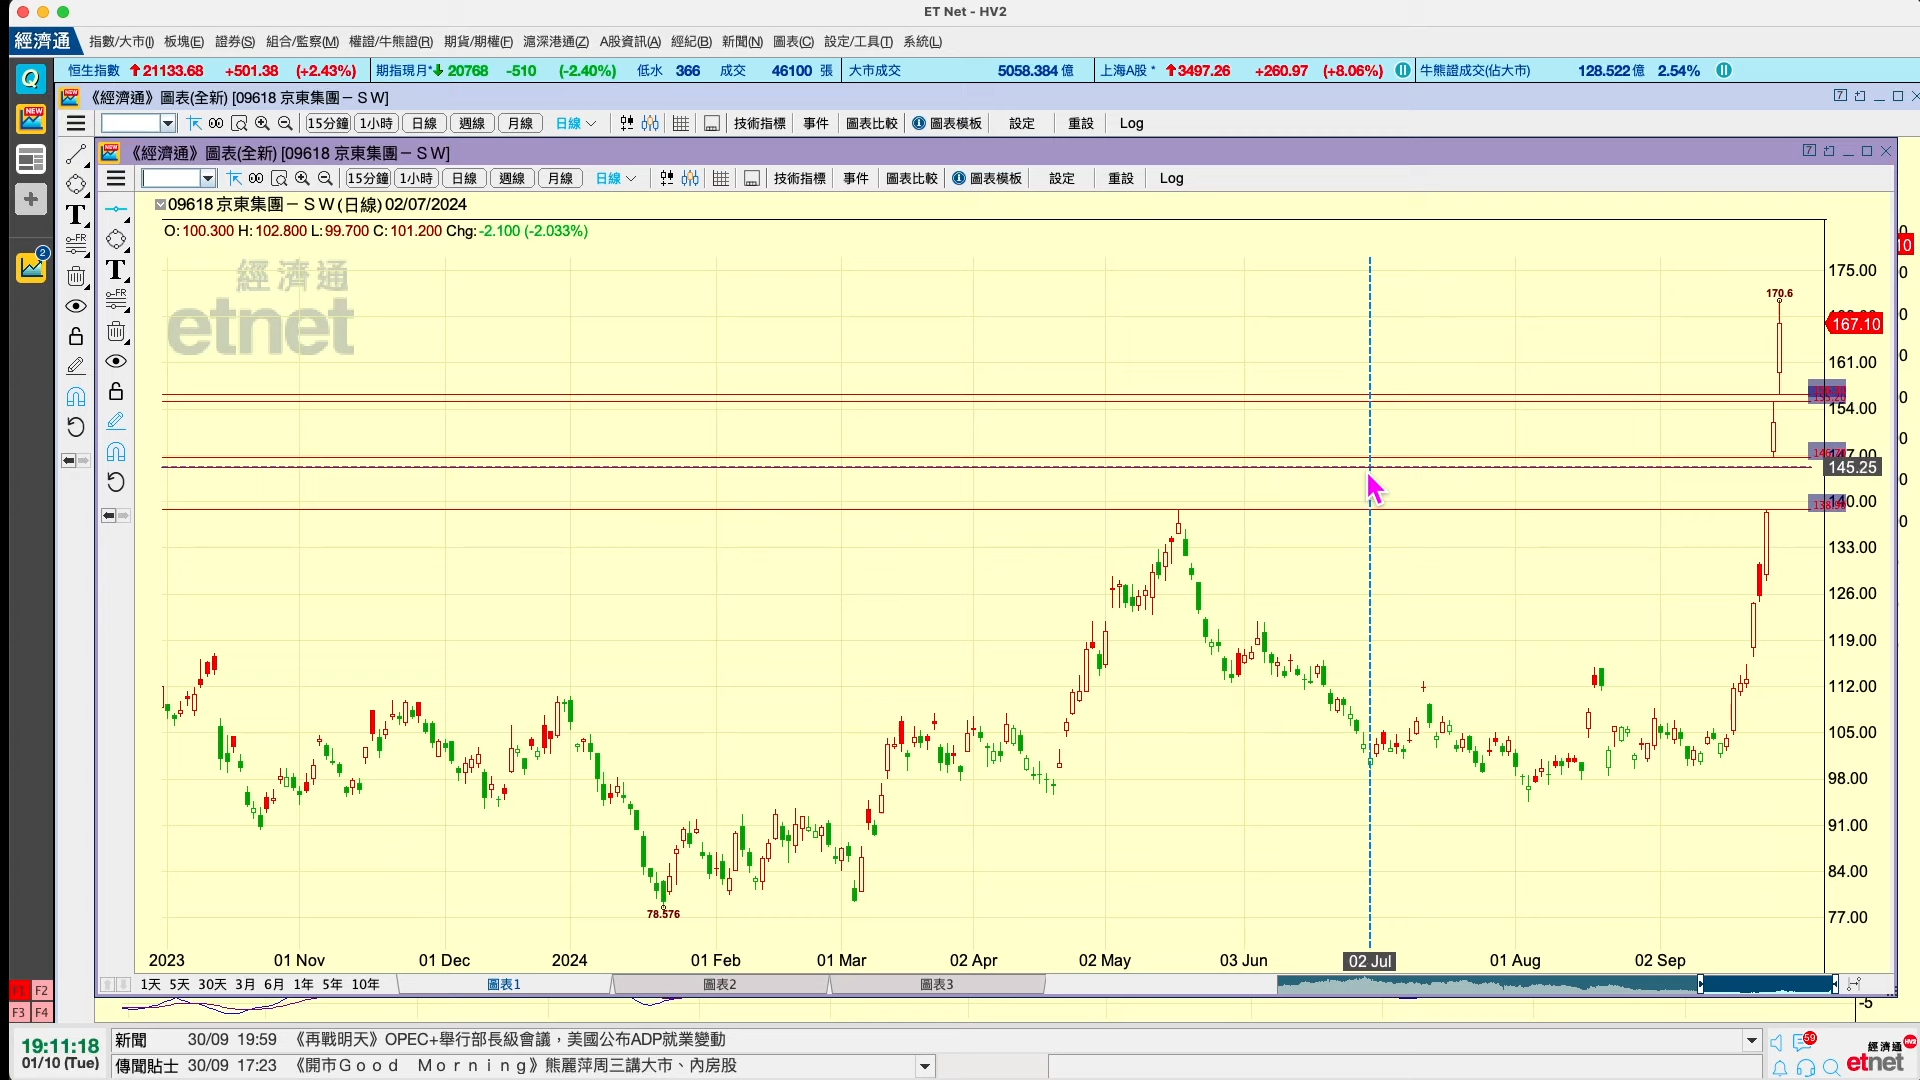 ET Net - HV2
經濟通 指數/大市(I) 板塊(E) 證券(S) 組合/監察(M) 權證/牛熊證(R) 期貨/期權(F) 滬深港通(Z) A股資訊(A) 經紀(B) 新聞(N) 圖表(C) 設定/工具(T) 系統(L)
恒生指數 21133.68 +501.38 (+2.43%) 期指現月* 20768 -510 (-2.40%) 低水 366 成交 46100 張 大市成交 5058.384 億 上海A股 * 3497.26 +260.97 (+8.06%) 牛熊證成交(佔大市) 128.522 億 2.54%
《經濟通》圖表(全新) [09618 京東集團－ＳＷ]
15分鐘 1小時 日線 週線 月線 日線 技術指標 事件 圖表比較 圖表模板 設定 重設 Log
《經濟通》圖表(全新) [09618 京東集團－ＳＷ]
15分鐘 1小時 日線 週線 月線 日線 技術指標 事件 圖表比較 圖表模板 設定 重設 Log
09618 京東集團－ＳＷ(日線) 02/07/2024
O:100.300 H:102.800 L:99.700 C:101.200 Chg:-2.100 (-2.033%)
經濟通
etnet
175.00
170.6
167.10
161.00
154.00
145.25
140.00
133.00
126.00
119.00
112.00
105.00
98.00
91.00
84.00
78.576
77.00
2023 01 Nov 01 Dec 2024 01 Feb 01 Mar 02 Apr 02 May 03 Jun 02 Jul 01 Aug 02 Sep
1天 5天 30天 3月 6月 1年 5年 10年 圖表1 圖表2 圖表3
-5
F1 F2
F3 F4
19:11:18
01/10 (Tue)
新聞 30/09 19:59 《再戰明天》OPEC+舉行部長級會議，美國公布ADP就業變動
傳聞貼士 30/09 17:23 《開市Ｇｏｏｄ　Ｍｏｒｎｉｎｇ》熊麗萍周三講大市、內房股
59
經濟通 HV2
etnet